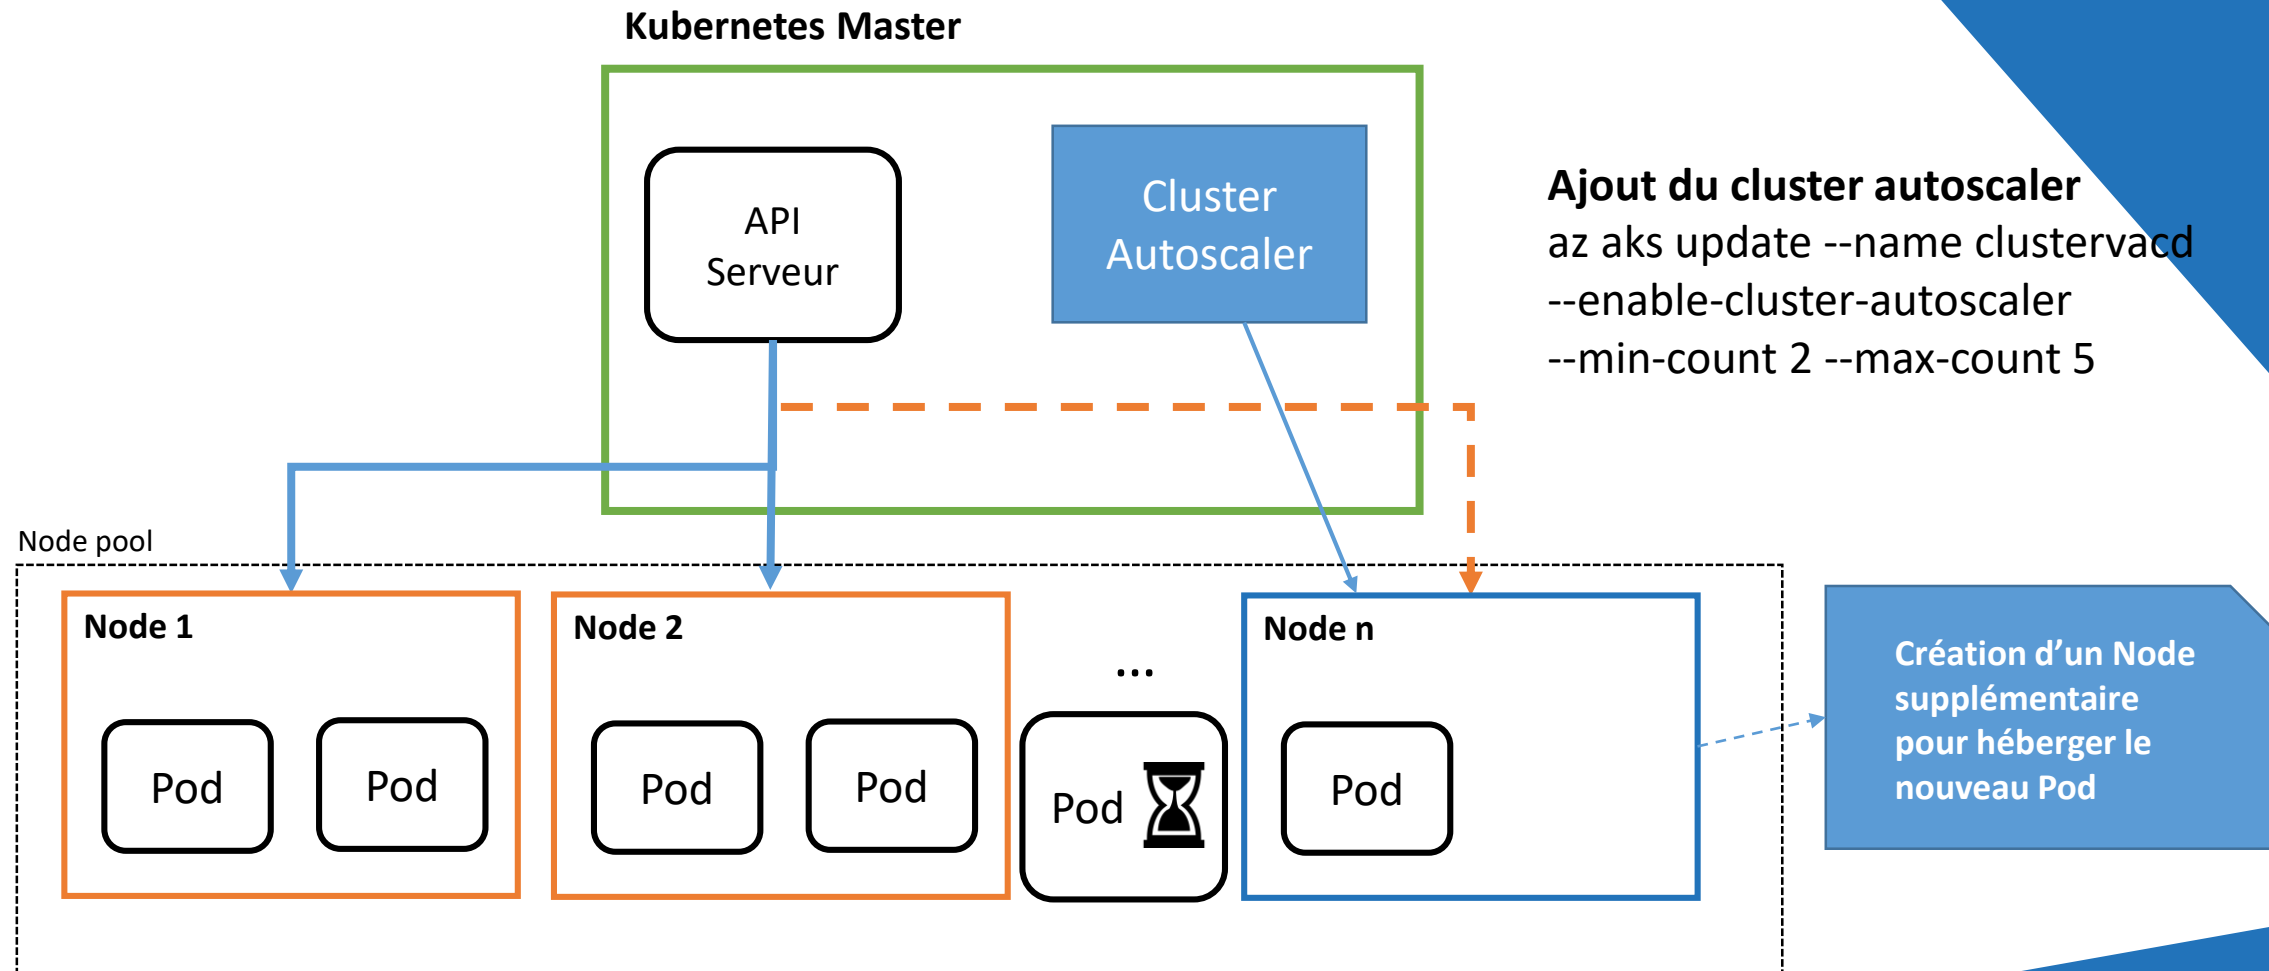 Kubernetes Master
API
Serveur
Cluster
Autoscaler
Ajout du cluster autoscaler
az aks update --name clustervacd
--enable-cluster-autoscaler
--min-count 2 --max-count 5
Node pool
Node 1
Pod
Pod
Node 2
Pod
Pod
...
Pod
Node n
Pod
Création d’un Node
supplémentaire
pour héberger le
nouveau Pod